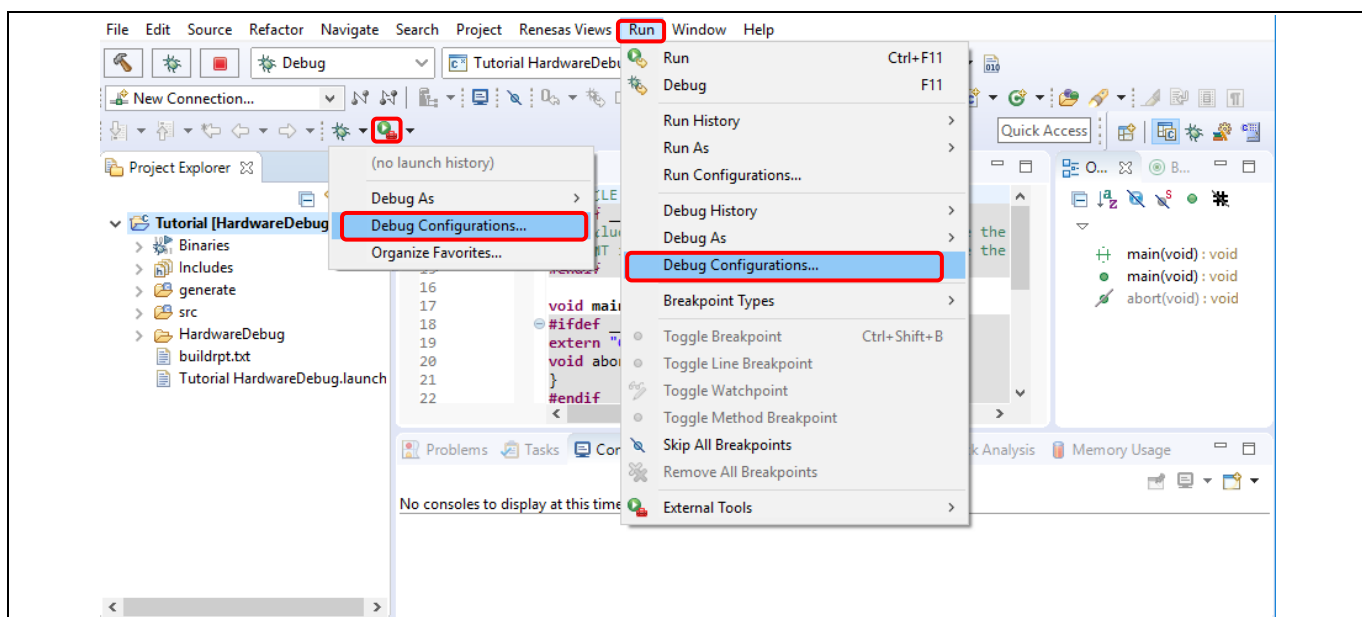 File Edit Source Refactor Navigate Search Project Renesas Views Run Window Help
Debug
Tutorial HardwareDebu
010
New Connection...
Quick Access
Project Explorer
Tutorial [HardwareDebug
Binaries
Includes
generate
src
HardwareDebug
buildrpt.txt
Tutorial HardwareDebug.launch
(no launch history)
Debug As
Debug Configurations...
Organize Favorites...
16
17 void mai
18 #ifdef
19 extern
20 void abo
21 }
22 #endif
the
the
Run Ctrl+F11
Debug F11
Run History
Run As
Run Configurations...
Debug History
Debug As
Debug Configurations...
Breakpoint Types
Toggle Breakpoint Ctrl+Shift+B
Toggle Line Breakpoint
Toggle Watchpoint
Toggle Method Breakpoint
Skip All Breakpoints
Remove All Breakpoints
External Tools
O... B...
main(void) : void
main(void) : void
abort(void) : void
Problems Tasks Cor k Analysis Memory Usage
No consoles to display at this time